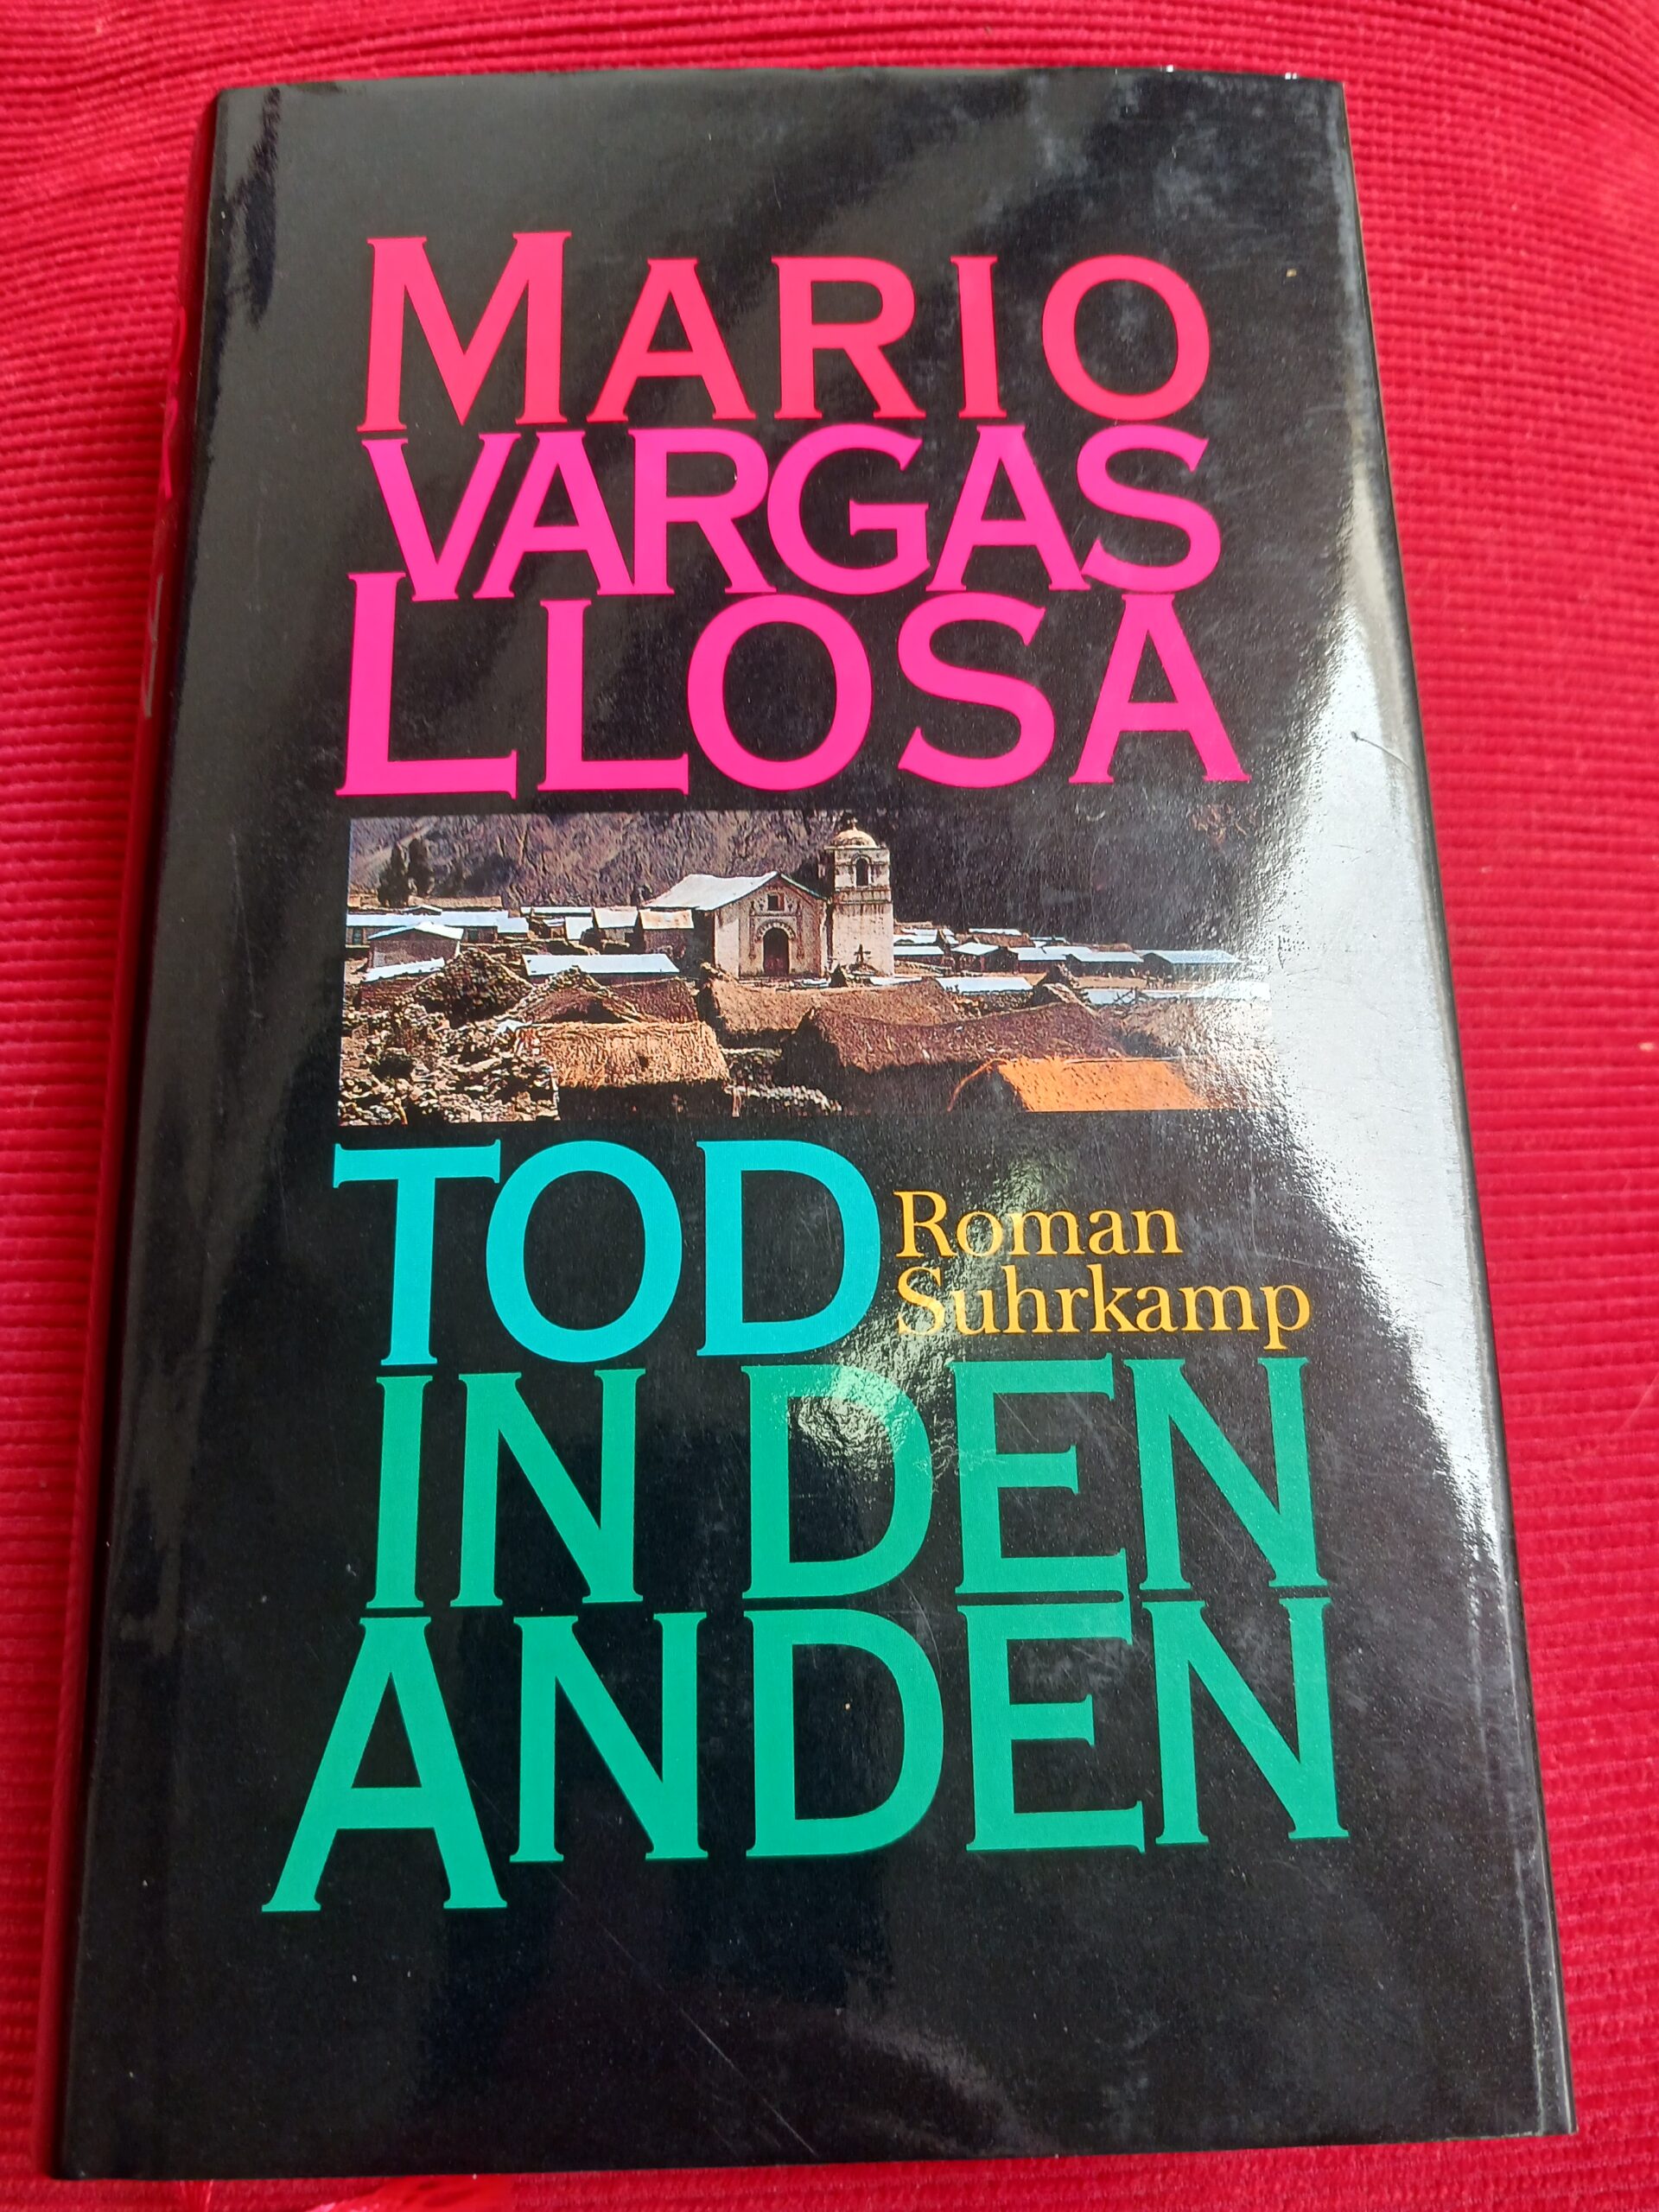 MARIO
VARGAS
LLOSA
TOD
Roman
Suhrkamp
IN DEN
ANDEN